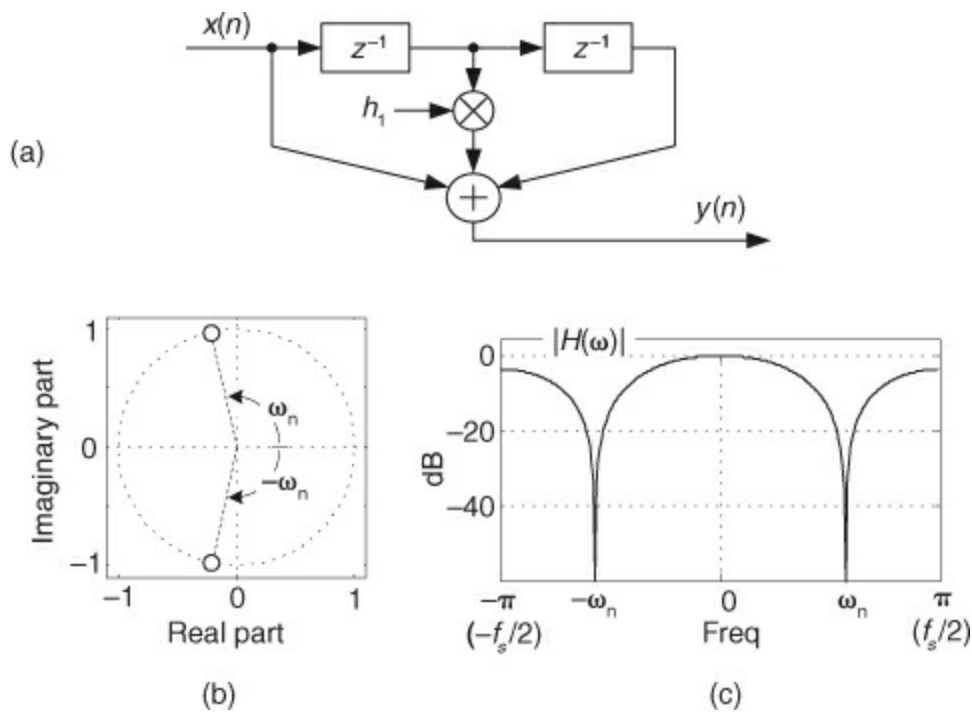 x(n)
z⁻¹
z⁻¹
h₁
(a)
+
y(n)
1
0
−1
Imaginary part
ωₙ
−ωₙ
−1
0
1
Real part
(b)
|H(ω)|
0
−20
−40
dB
−π
−ωₙ
0
ωₙ
π
(−fₛ/2)
Freq
(fₛ/2)
(c)